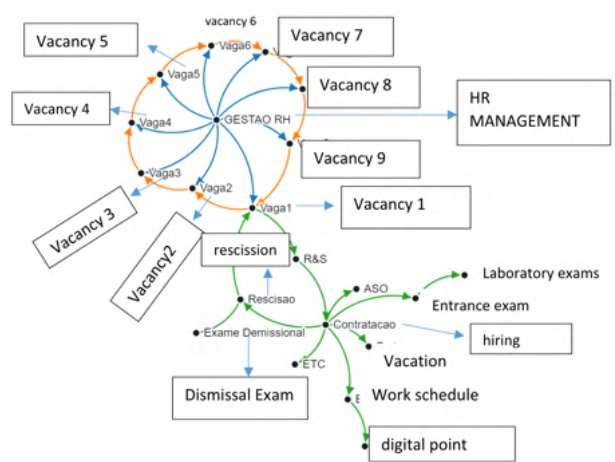 vacancy 6
Vacancy 5
Vacancy 7
Vaga6
Vaga5
Vacancy 8
Vacancy 4
Vaga4
GESTAO RH
HR
MANAGEMENT
Vaga3
Vacancy 9
Vaga2
Vacancy 3
Vacancy2
Vaga1
Vacancy 1
rescission
R&S
Laboratory exams
ASO
Rescisao
Entrance exam
Exame Demissional
Contratacao
hiring
ETC
Vacation
Dismissal Exam
Work schedule
digital point